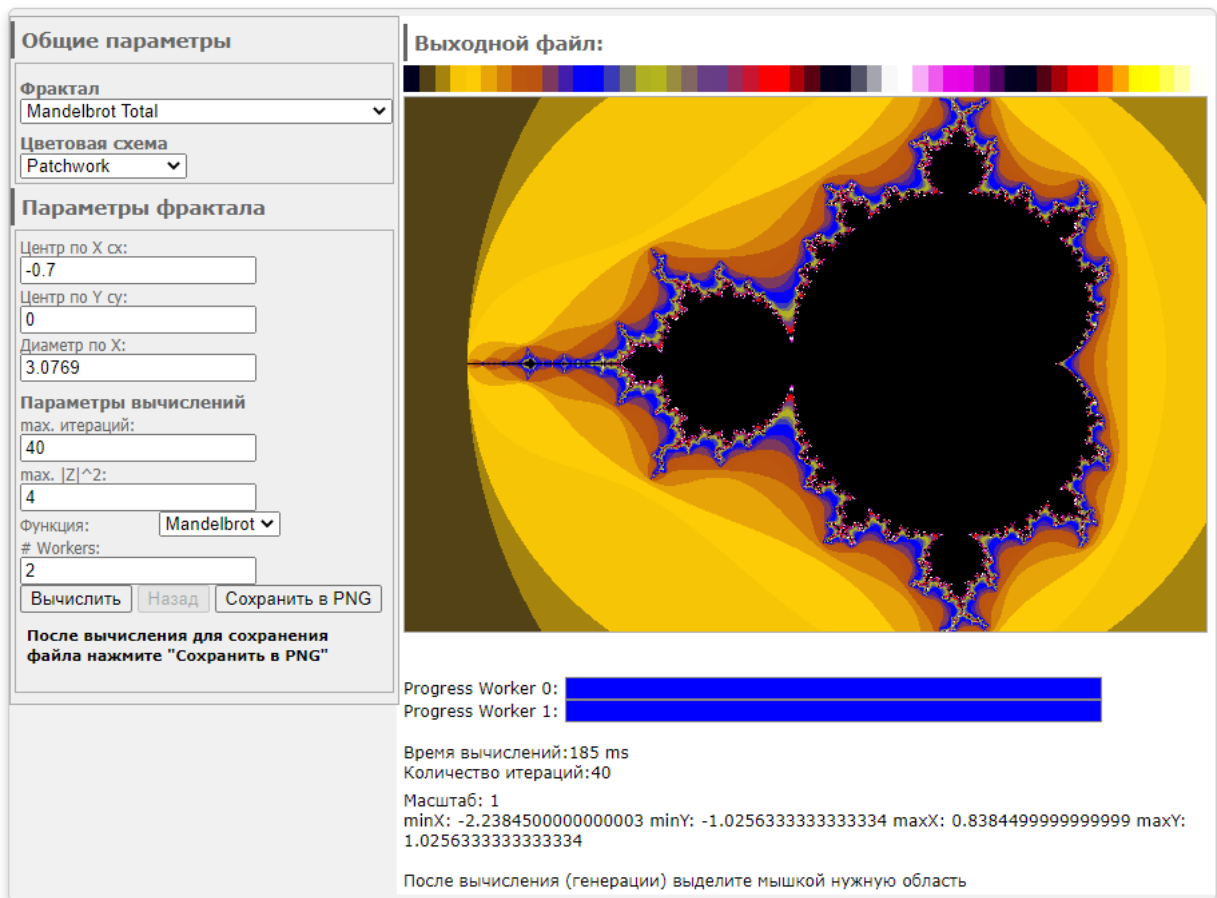 Общие параметры
Фрактал
Mandelbrot Total
Цветовая схема
Patchwork
Параметры фрактала
Центр по X cx:
-0.7
Центр по Y cy:
0
Диаметр по X:
3.0769
Параметры вычислений
max. итераций:
40
max. |Z|^2:
4
Функция: Mandelbrot
# Workers:
2
Вычислить Назад Сохранить в PNG
После вычисления для сохранения
файла нажмите "Сохранить в PNG"
Выходной файл:
Progress Worker 0:
Progress Worker 1:
Время вычислений:185 ms
Количество итераций:40
Масштаб: 1
minX: -2.2384500000000003 minY: -1.0256333333333334 maxX: 0.8384499999999999 maxY:
1.0256333333333334
После вычисления (генерации) выделите мышкой нужную область